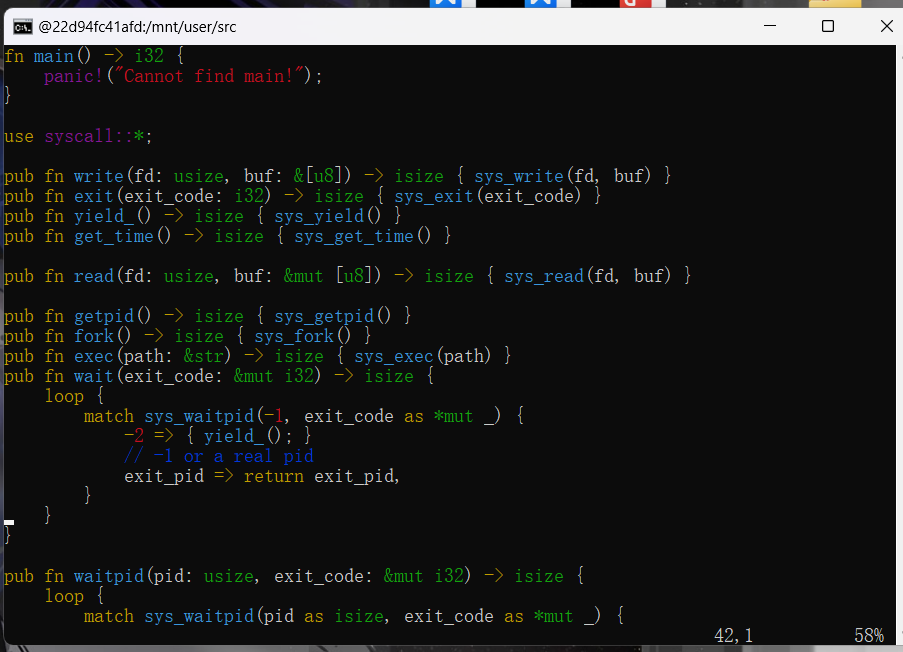 @22d94fc41afd:/mnt/user/src
fn main() -> i32 {
    panic!("Cannot find main!");
}
use syscall::*;
pub fn write(fd: usize, buf: &[u8]) -> isize { sys_write(fd, buf) }
pub fn exit(exit_code: i32) -> isize { sys_exit(exit_code) }
pub fn yield_() -> isize { sys_yield() }
pub fn get_time() -> isize { sys_get_time() }
pub fn read(fd: usize, buf: &mut [u8]) -> isize { sys_read(fd, buf) }
pub fn getpid() -> isize { sys_getpid() }
pub fn fork() -> isize { sys_fork() }
pub fn exec(path: &str) -> isize { sys_exec(path) }
pub fn wait(exit_code: &mut i32) -> isize {
    loop {
        match sys_waitpid(-1, exit_code as *mut _) {
            -2 => { yield_(); }
            // -1 or a real pid
            exit_pid => return exit_pid,
        }
    }
}
pub fn waitpid(pid: usize, exit_code: &mut i32) -> isize {
    loop {
        match sys_waitpid(pid as isize, exit_code as *mut _) {
42,1 58%